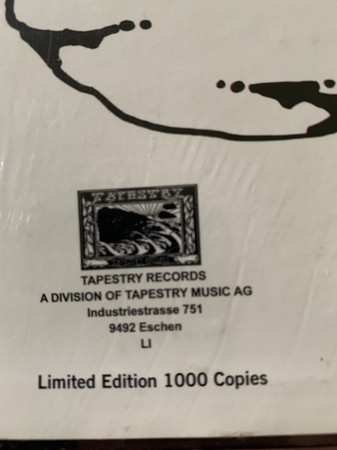 TAPESTRY
TAPESTRY RECORDS
A DIVISION OF TAPESTRY MUSIC AG
Industriestrasse 751
9492 Eschen
LI
Limited Edition 1000 Copies